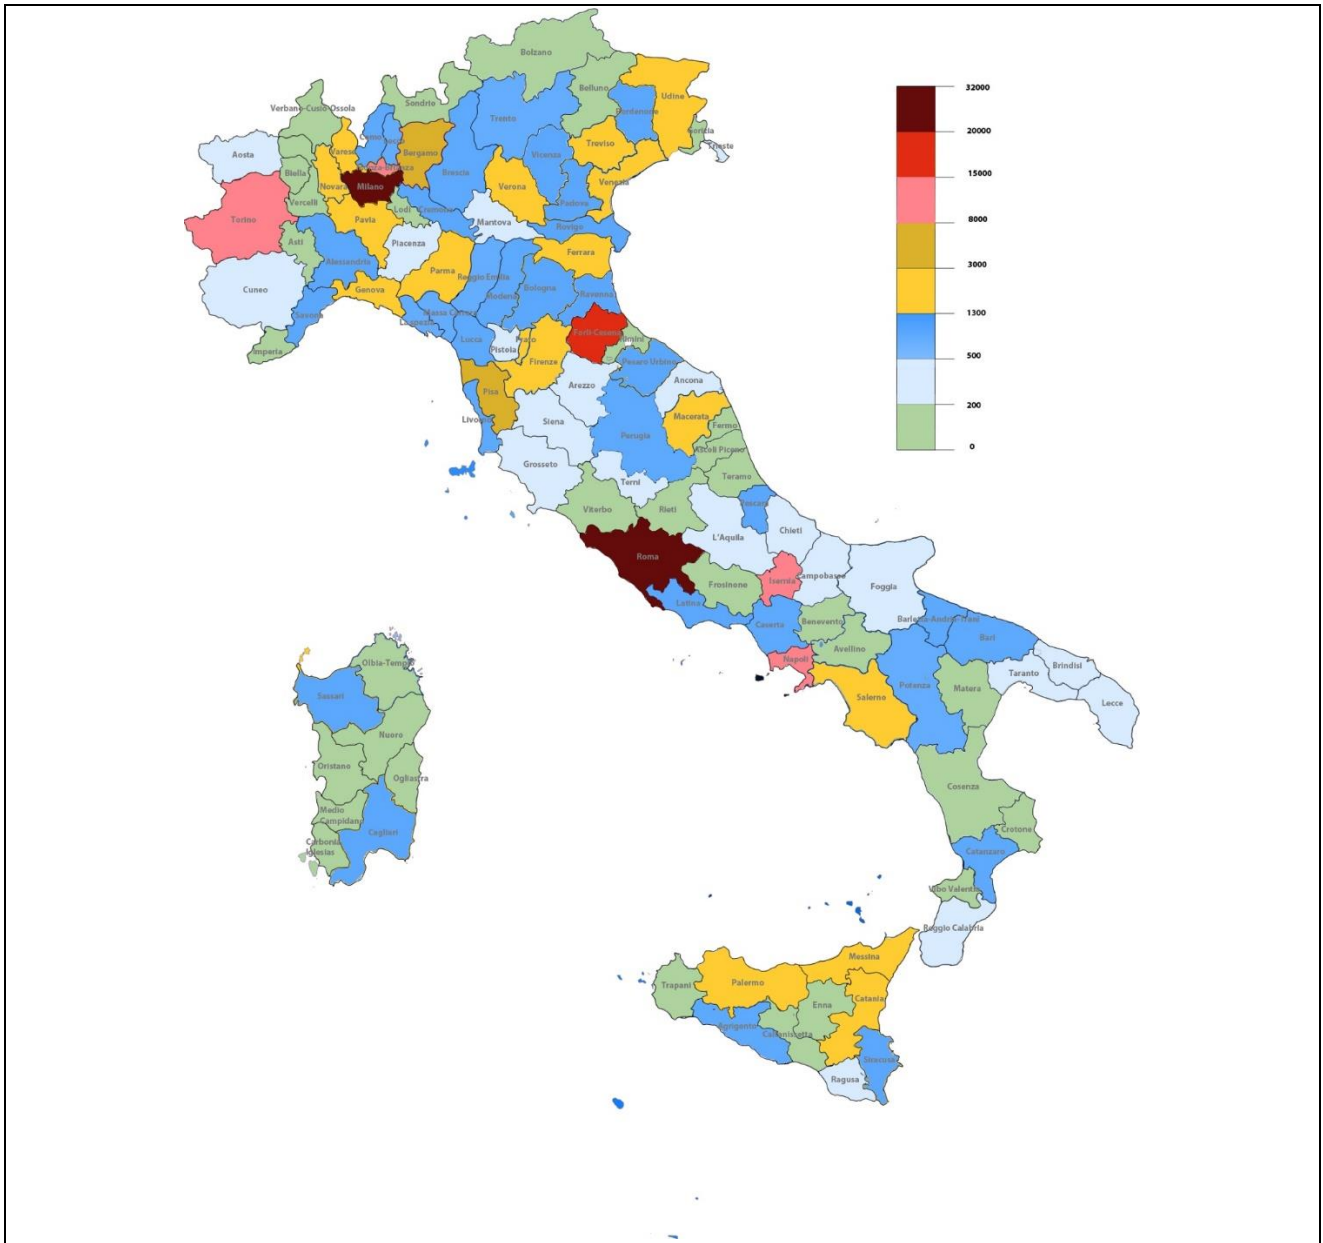 Bolzano
Belluno
Udine
Sondrio
Verbano-Cusio-Ossola
Pordenone
Trento
Gorizia
Trieste
Como
Lecco
Varese
Bergamo
Treviso
Aosta
Vicenza
Monza-Brianza
Biella
Brescia
Novara
Milano
Verona
Venezia
Vercelli
Padova
Lodi
Cremona
Torino
Pavia
Mantova
Rovigo
Asti
Piacenza
Ferrara
Alessandria
Parma
Reggio Emilia
Cuneo
Genova
Bologna
Modena
Ravenna
Savona
Massa Carrara
La Spezia
Forlì-Cesena
Rimini
Lucca
Prato
Pistoia
Imperia
Firenze
Pesaro Urbino
Arezzo
Ancona
Pisa
Livorno
Siena
Macerata
Fermo
Perugia
Ascoli Piceno
Grosseto
Teramo
Terni
Viterbo
Rieti
Pescara
Chieti
L'Aquila
Roma
Isernia
Campobasso
Frosinone
Foggia
Latina
Caserta
Benevento
Barletta-Andria-Trani
Bari
Avellino
Napoli
Brindisi
Taranto
Potenza
Matera
Salerno
Lecce
Olbia-Tempio
Sassari
Nuoro
Oristano
Ogliastra
Medio
Campidano
Cagliari
Carbonia
Iglesias
Cosenza
Crotone
Catanzaro
Vibo Valentia
Reggio Calabria
Messina
Trapani
Palermo
Catania
Enna
Agrigento
Caltanissetta
Siracusa
Ragusa
32000
20000
15000
8000
3000
1300
500
200
0